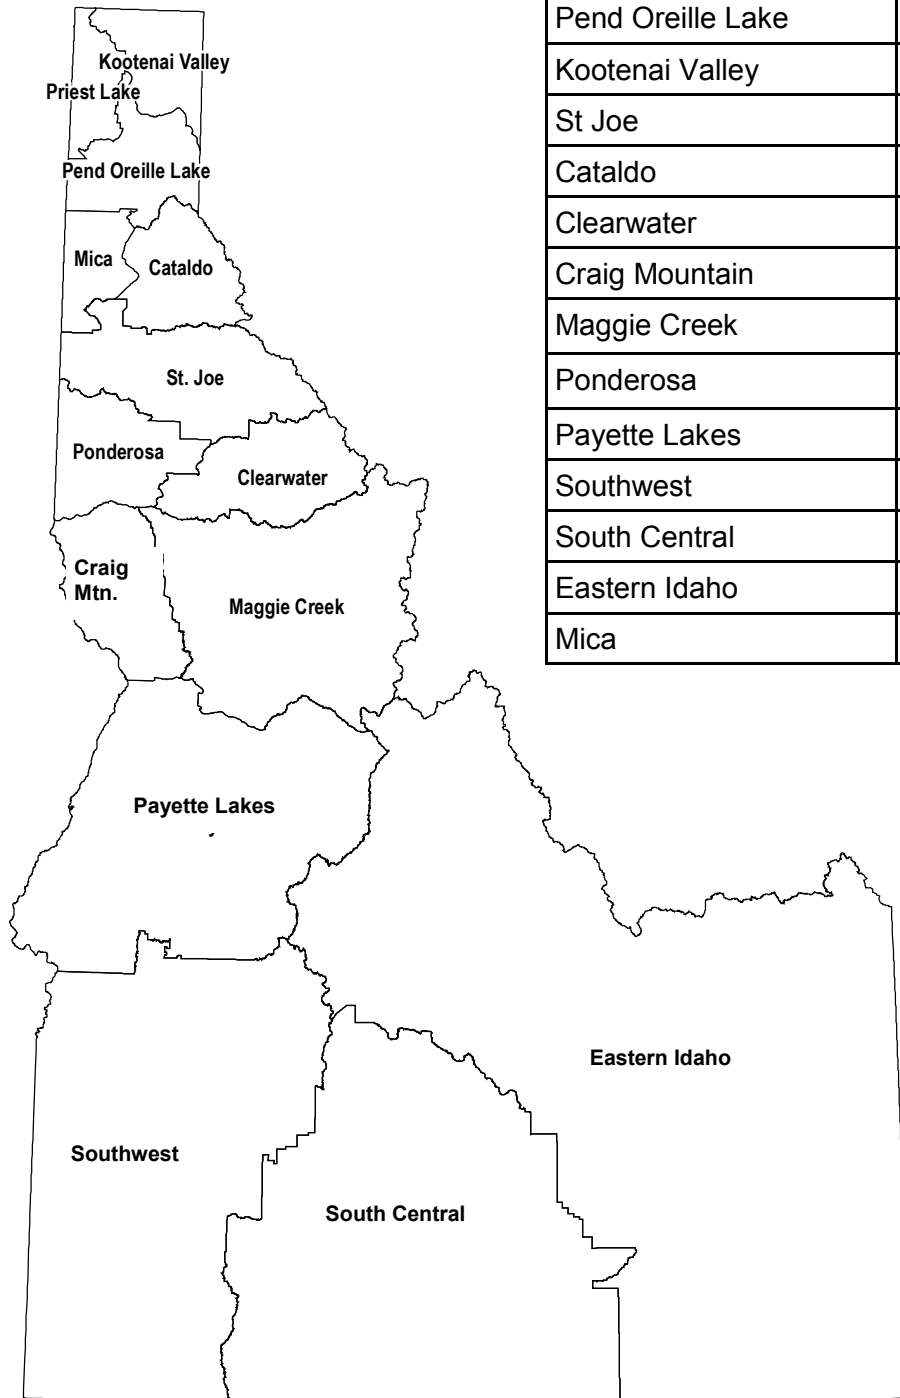 Kootenai Valley
Priest Lake
Pend Oreille Lake
Mica
Cataldo
St. Joe
Ponderosa
Clearwater
Craig
Mtn.
Maggie Creek
Payette Lakes
Eastern Idaho
Southwest
South Central
Pend Oreille Lake
Kootenai Valley
St Joe
Cataldo
Clearwater
Craig Mountain
Maggie Creek
Ponderosa
Payette Lakes
Southwest
South Central
Eastern Idaho
Mica